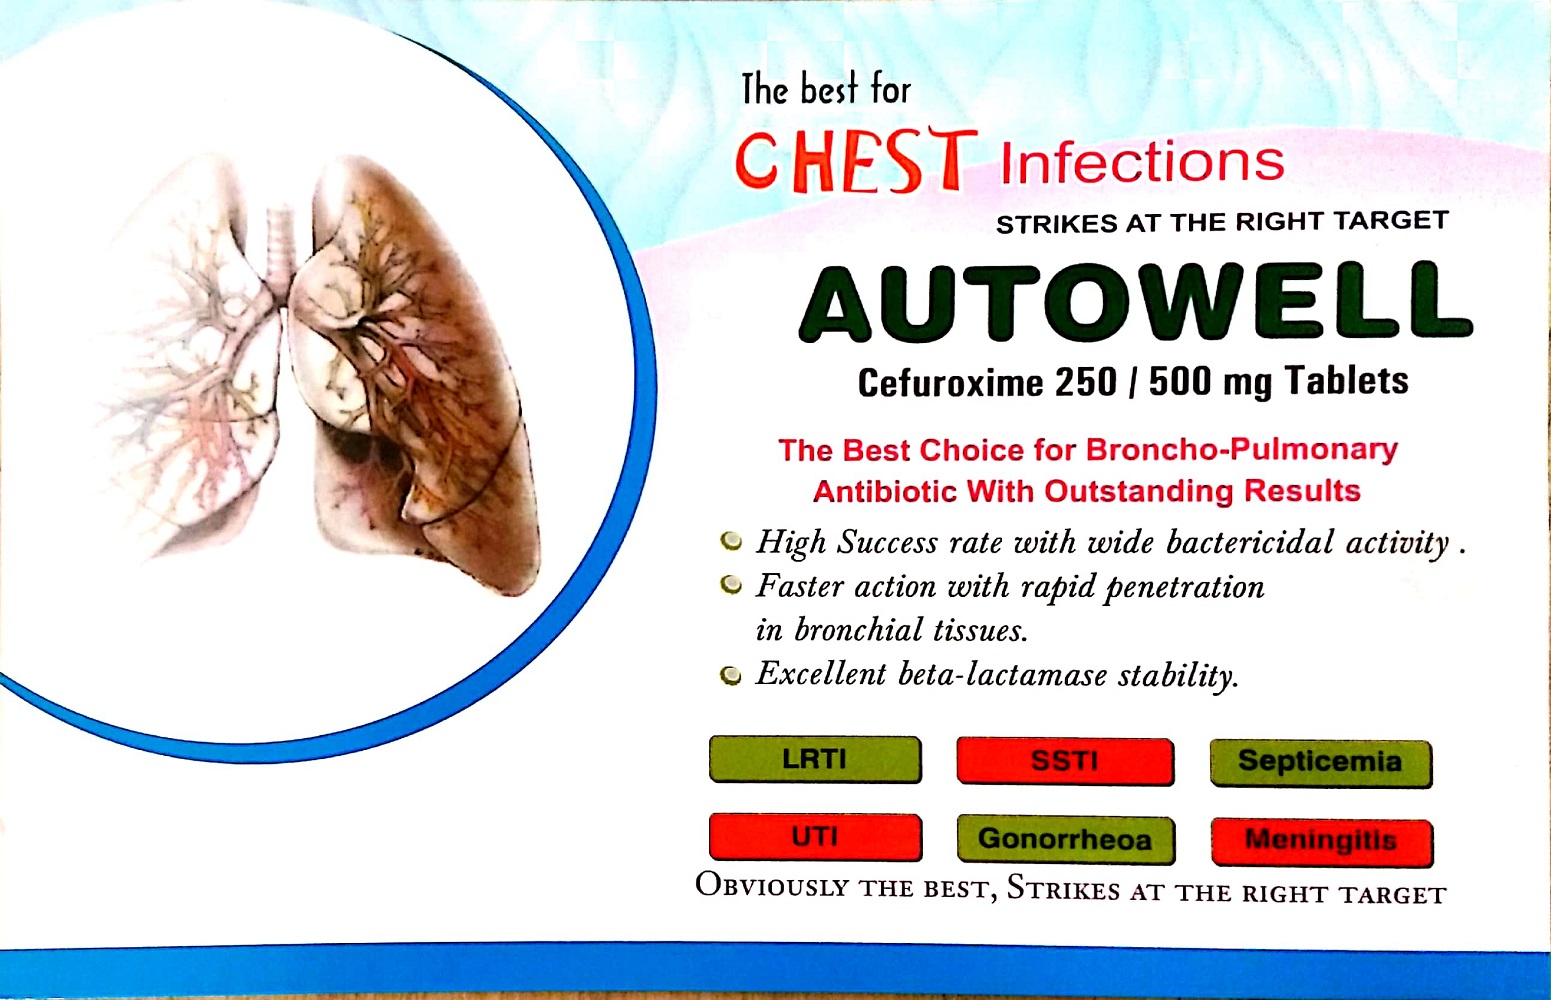 The best for
CHEST Infections
STRIKES AT THE RIGHT TARGET
AUTOWELL
Cefuroxime 250 / 500 mg Tablets
The Best Choice for Broncho-Pulmonary
Antibiotic With Outstanding Results
High Success rate with wide bactericidal activity .
Faster action with rapid penetration
in bronchial tissues.
Excellent beta-lactamase stability.
LRTI SSTI Septicemia
UTI Gonorrheoa Meningitis
OBVIOUSLY THE BEST, STRIKES AT THE RIGHT TARGET